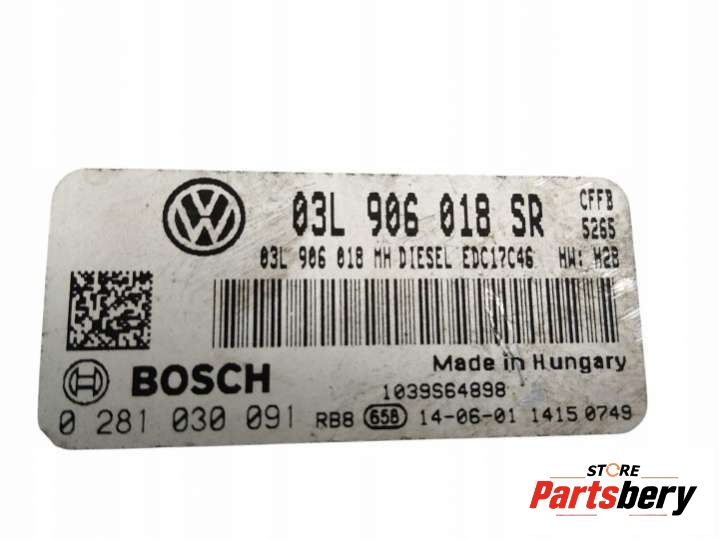 03L 906 018 SR
CFFB
5265
03L 906 018 MH DIESEL EDC17C46 HW: H28
Made in Hungary
BOSCH
1039S64898
0 281 030 091 RB8 658 14-06-01 1415 0749
STORE
Partsbery